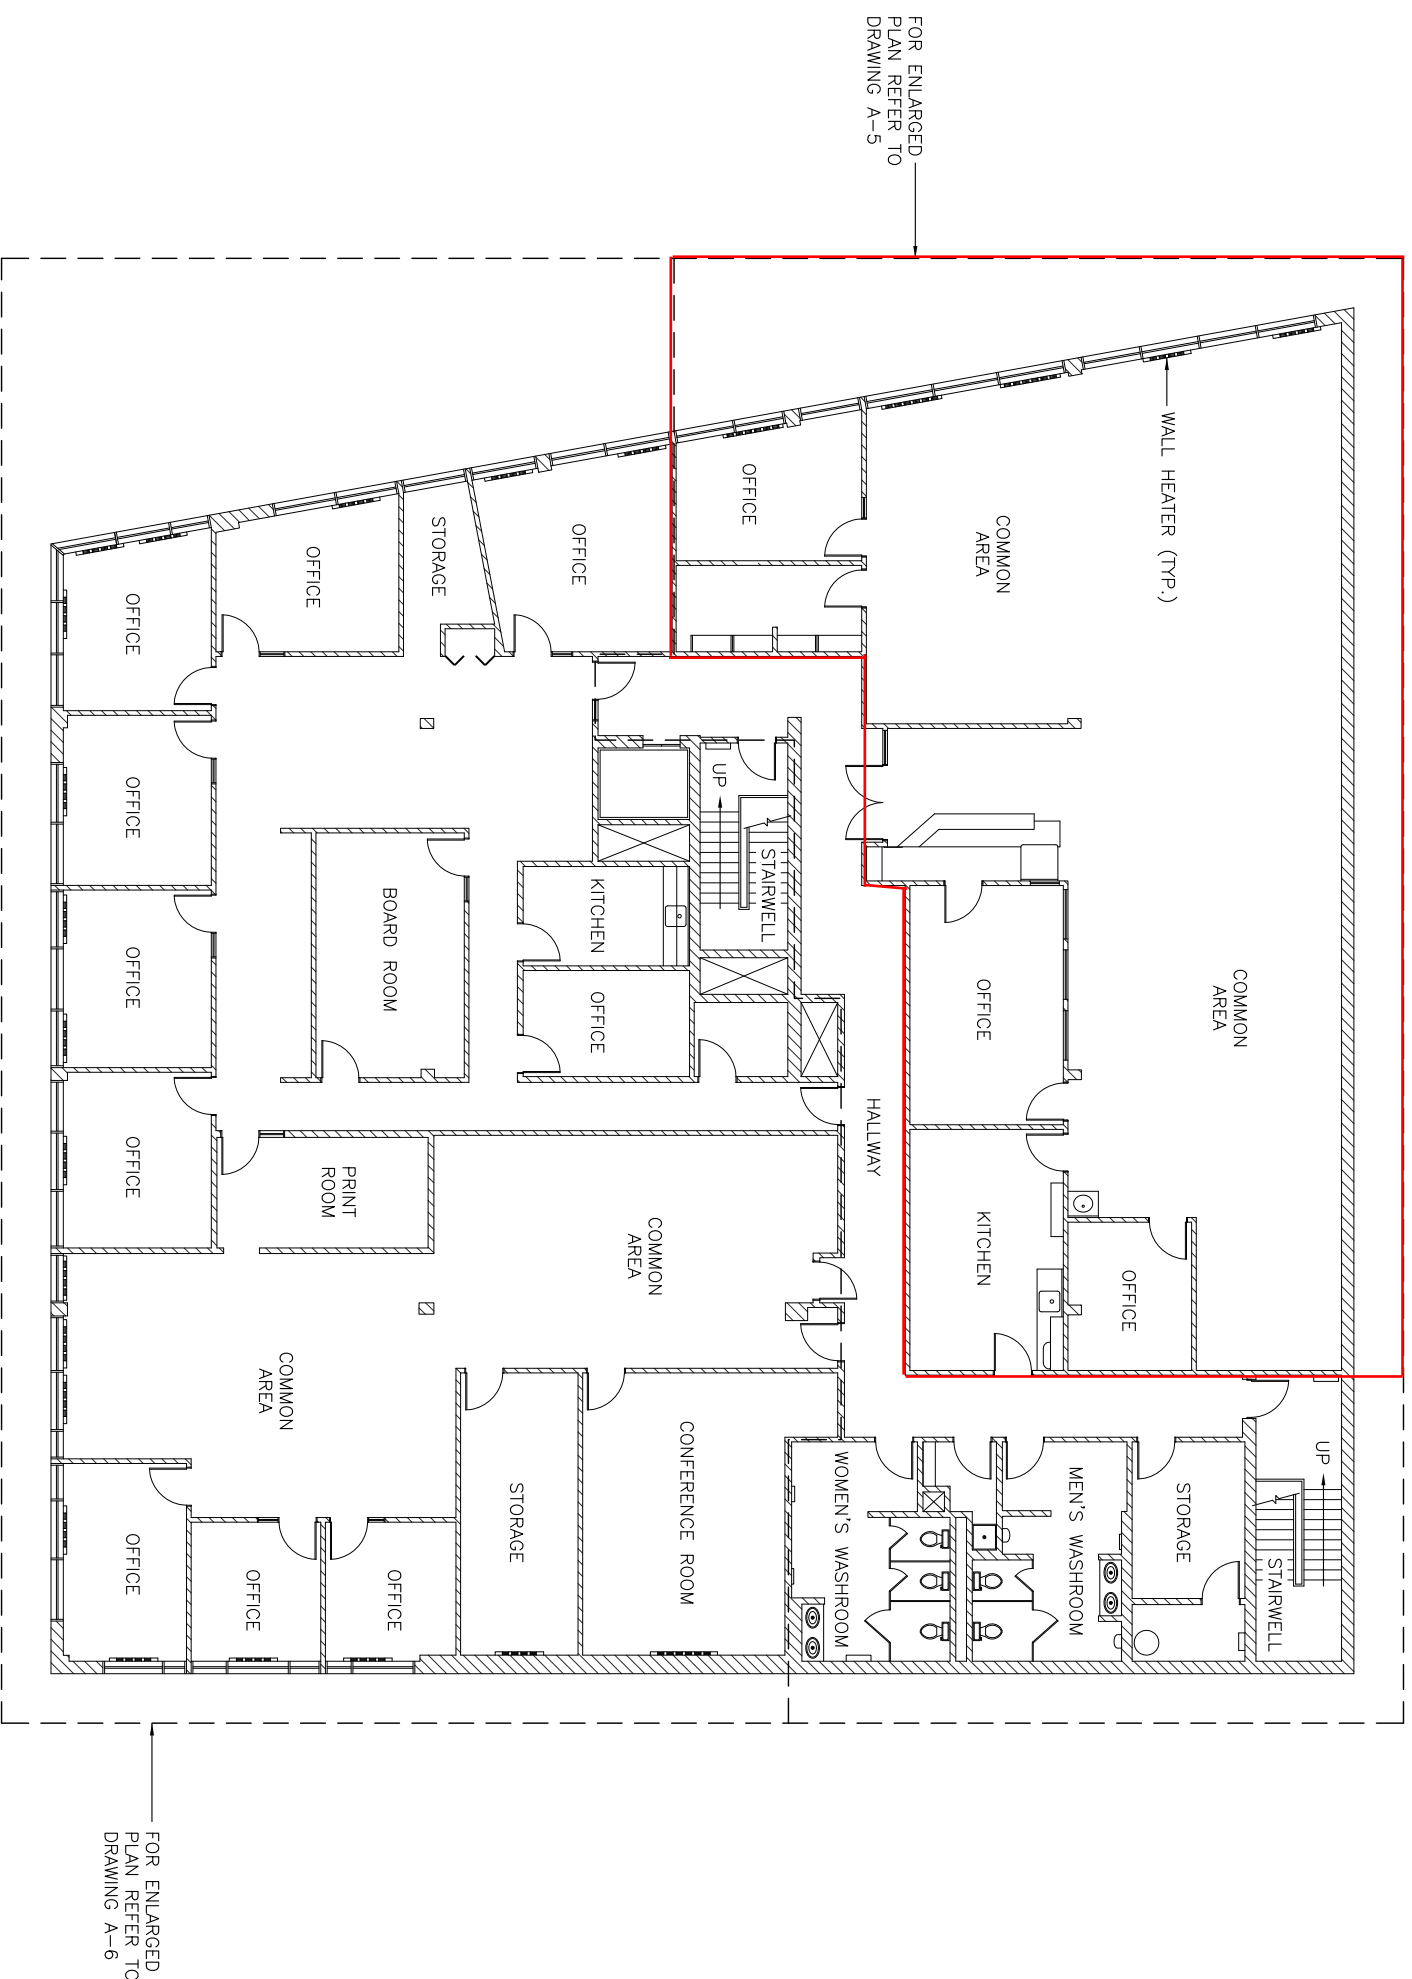 UP
STAIRWELL
COMMON
AREA
STORAGE
WALL HEATER (TYP.)
OFFICE
MEN'S WASHROOM
COMMON
AREA
OFFICE
KITCHEN
FOR ENLARGED
PLAN REFER TO
DRAWING A-5
HALLWAY
WOMEN'S WASHROOM
STAIRWELL
OFFICE
UP
CONFERENCE ROOM
COMMON
AREA
KITCHEN
OFFICE
OFFICE
STORAGE
STORAGE
OFFICE
BOARD ROOM
PRINT
ROOM
OFFICE
COMMON
AREA
OFFICE
OFFICE
OFFICE
OFFICE
OFFICE
OFFICE
FOR ENLARGED
PLAN REFER TO
DRAWING A-6